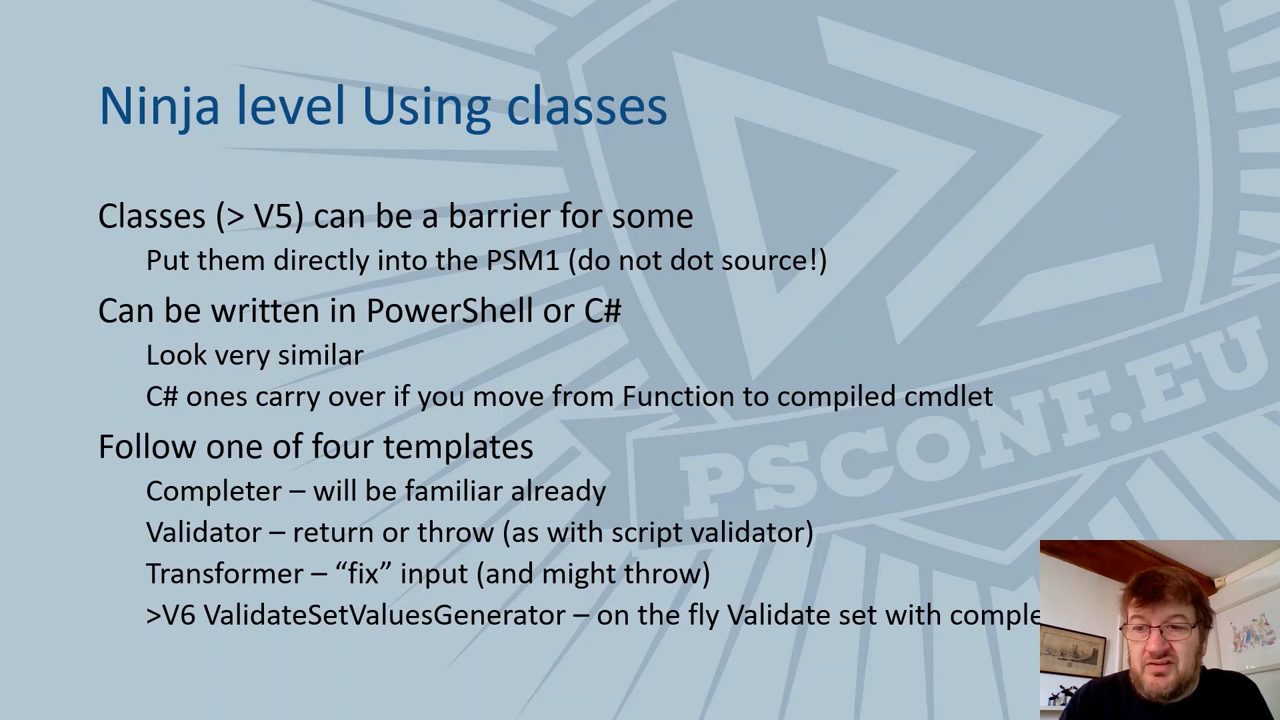 Ninja level Using classes
Classes (> V5) can be a barrier for some
Put them directly into the PSM1 (do not dot source!)
Can be written in PowerShell or C#
Look very similar
C# ones carry over if you move from Function to compiled cmdlet
Follow one of four templates
Completer – will be familiar already
Validator – return or throw (as with script validator)
Transformer – “fix” input (and might throw)
>V6 ValidateSetValuesGenerator – on the fly Validate set with comple
PSCONF.EU